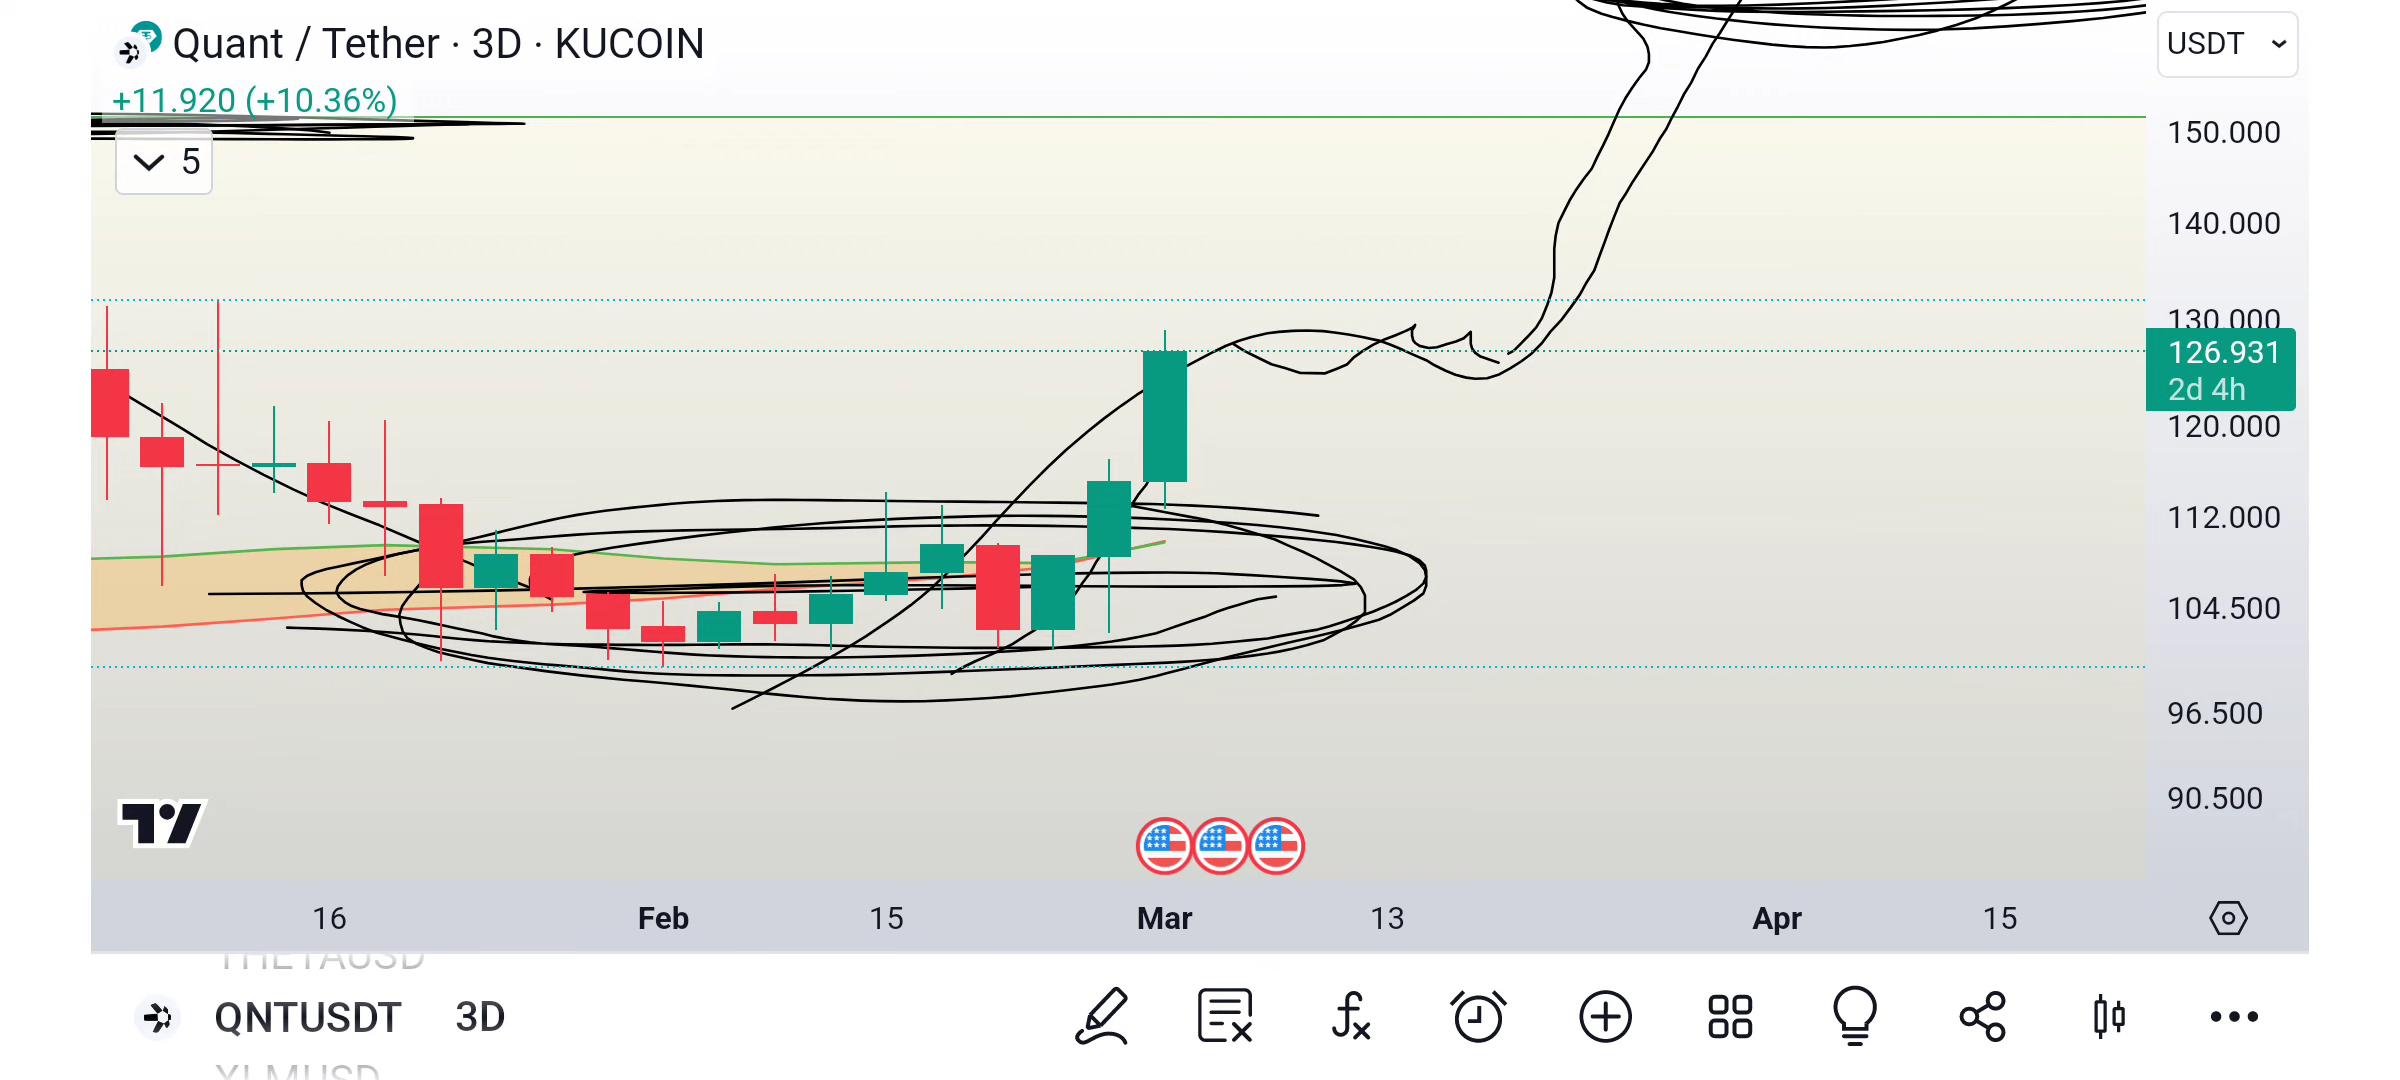 Quant / Tether · 3D · KUCOIN
USDT
+11.920 (+10.36%)
5
150.000
140.000
130.000
126.931
2d 4h
120.000
112.000
104.500
96.500
90.500
16 Feb 15 Mar 13 Apr 15
THETAUSD
QNTUSDT 3D
XLMUSD